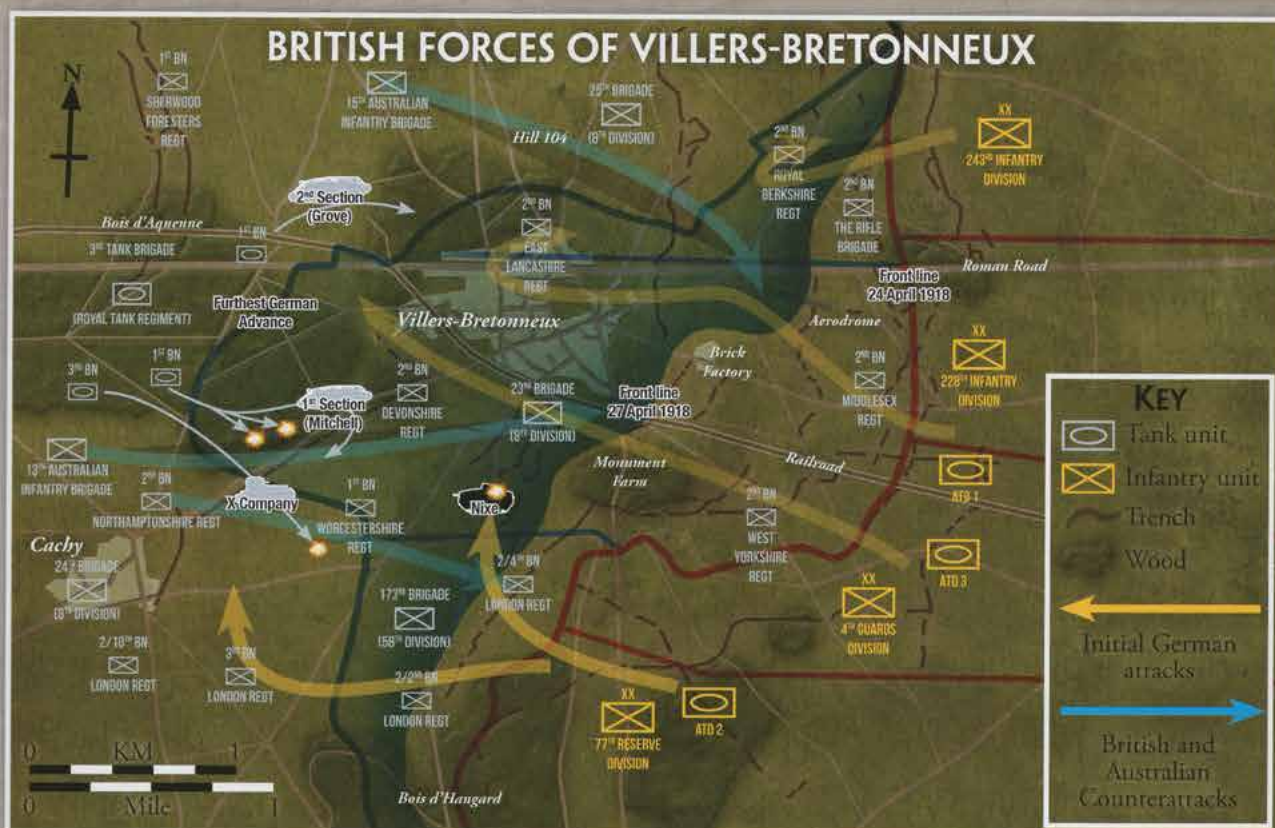 BRITISH FORCES OF VILLERS-BRETONNEUX
N
1ST BN
SHERWOOD
FORESTERS
REGT
15TH AUSTRALIAN
INFANTRY BRIGADE
Hill 104
25TH BRIGADE
(8TH DIVISION)
2ND BN
ROYAL
BERKSHIRE
REGT
XX
243RD INFANTRY
DIVISION
2nd Section
(Grove)
2ND BN
THE RIFLE
BRIGADE
Bois d'Aquenne
3RD TANK BRIGADE
1ST BN
2ND BN
EAST
LANCASHIRE
REGT
Roman Road
Front line
24 April 1918
(ROYAL TANK REGIMENT)
Furthest German
Advance
Villers-Bretonneux
Aerodrome
XX
228TH INFANTRY
DIVISION
Brick
Factory
3RD BN
1ST BN
2ND BN
DEVONSHIRE
REGT
23RD BRIGADE
(8TH DIVISION)
Front line
27 April 1918
2ND BN
MIDDLESEX
REGT
1st Section
(Mitchell)
13TH AUSTRALIAN
INFANTRY BRIGADE
Monument
Farm
Railroad
AFD 1
2ND BN
NORTHAMPTONSHIRE REGT
X Company
1ST BN
WORCESTERSHIRE
REGT
Nixe
2ND BN
WEST
YORKSHIRE
REGT
Cachy
24TH BRIGADE
(8TH DIVISION)
2/4TH BN
LONDON REGT
ATD 3
173RD BRIGADE
(58TH DIVISION)
XX
4TH GUARDS
DIVISION
2/10TH BN
LONDON REGT
3RD BN
LONDON REGT
2/2ND BN
LONDON REGT
XX
77TH RESERVE
DIVISION
ATD 2
Bois d'Hangard
0 KM 1
0 Mile 1
KEY
Tank unit
Infantry unit
Trench
Wood
Initial German
attacks
British and
Australian
Counterattacks